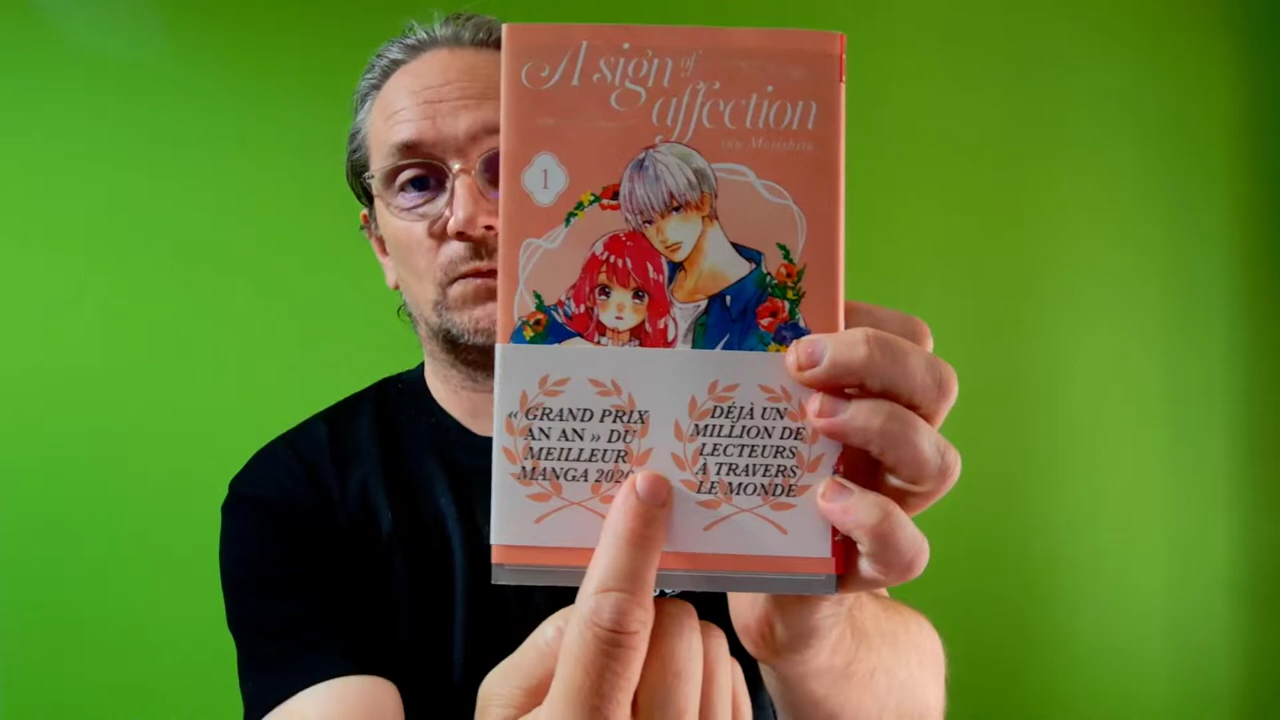 A sign of
affection
suu Morishita
1
« GRAND PRIX
AN AN » DU
MEILLEUR
MANGA 2020
DÉJÀ UN
MILLION DE
LECTEURS
À TRAVERS
LE MONDE